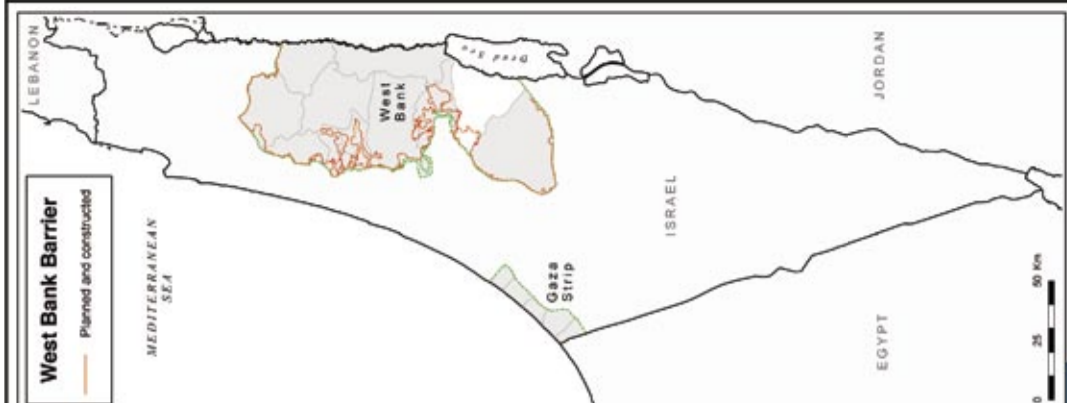 West Bank Barrier
Planned and constructed
LEBANON
MEDITERRANEAN
SEA
West
Bank
Dead Sea
JORDAN
ISRAEL
Gaza
Strip
EGYPT
0 25 50 Km